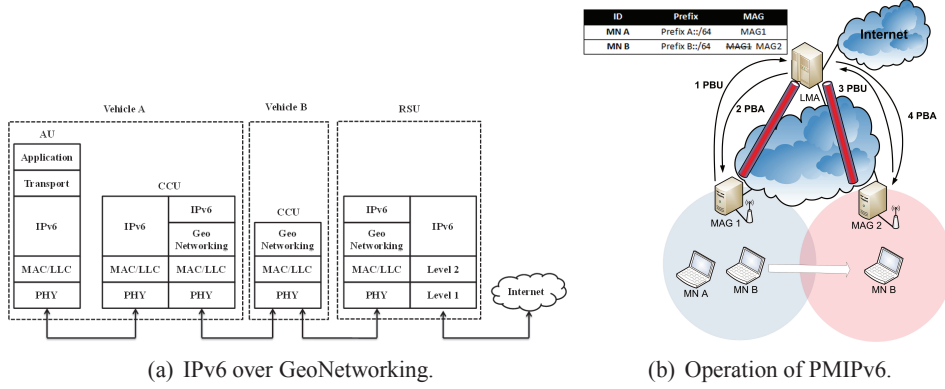 Vehicle A
Vehicle B
RSU
AU
Application
Transport
IPv6
MAC/LLC
PHY
CCU
IPv6
IPv6
Geo
Networking
MAC/LLC
MAC/LLC
PHY
PHY
CCU
Geo
Networking
MAC/LLC
PHY
IPv6
IPv6
Geo
Networking
MAC/LLC
Level 2
PHY
Level 1
Internet
(a) IPv6 over GeoNetworking.
ID Prefix MAG
MN A Prefix A::/64 MAG1
MN B Prefix B::/64 MAG1 MAG2
Internet
LMA
1 PBU
2 PBA
3 PBU
4 PBA
MAG 1
MAG 2
MN A
MN B
MN B
(b) Operation of PMIPv6.